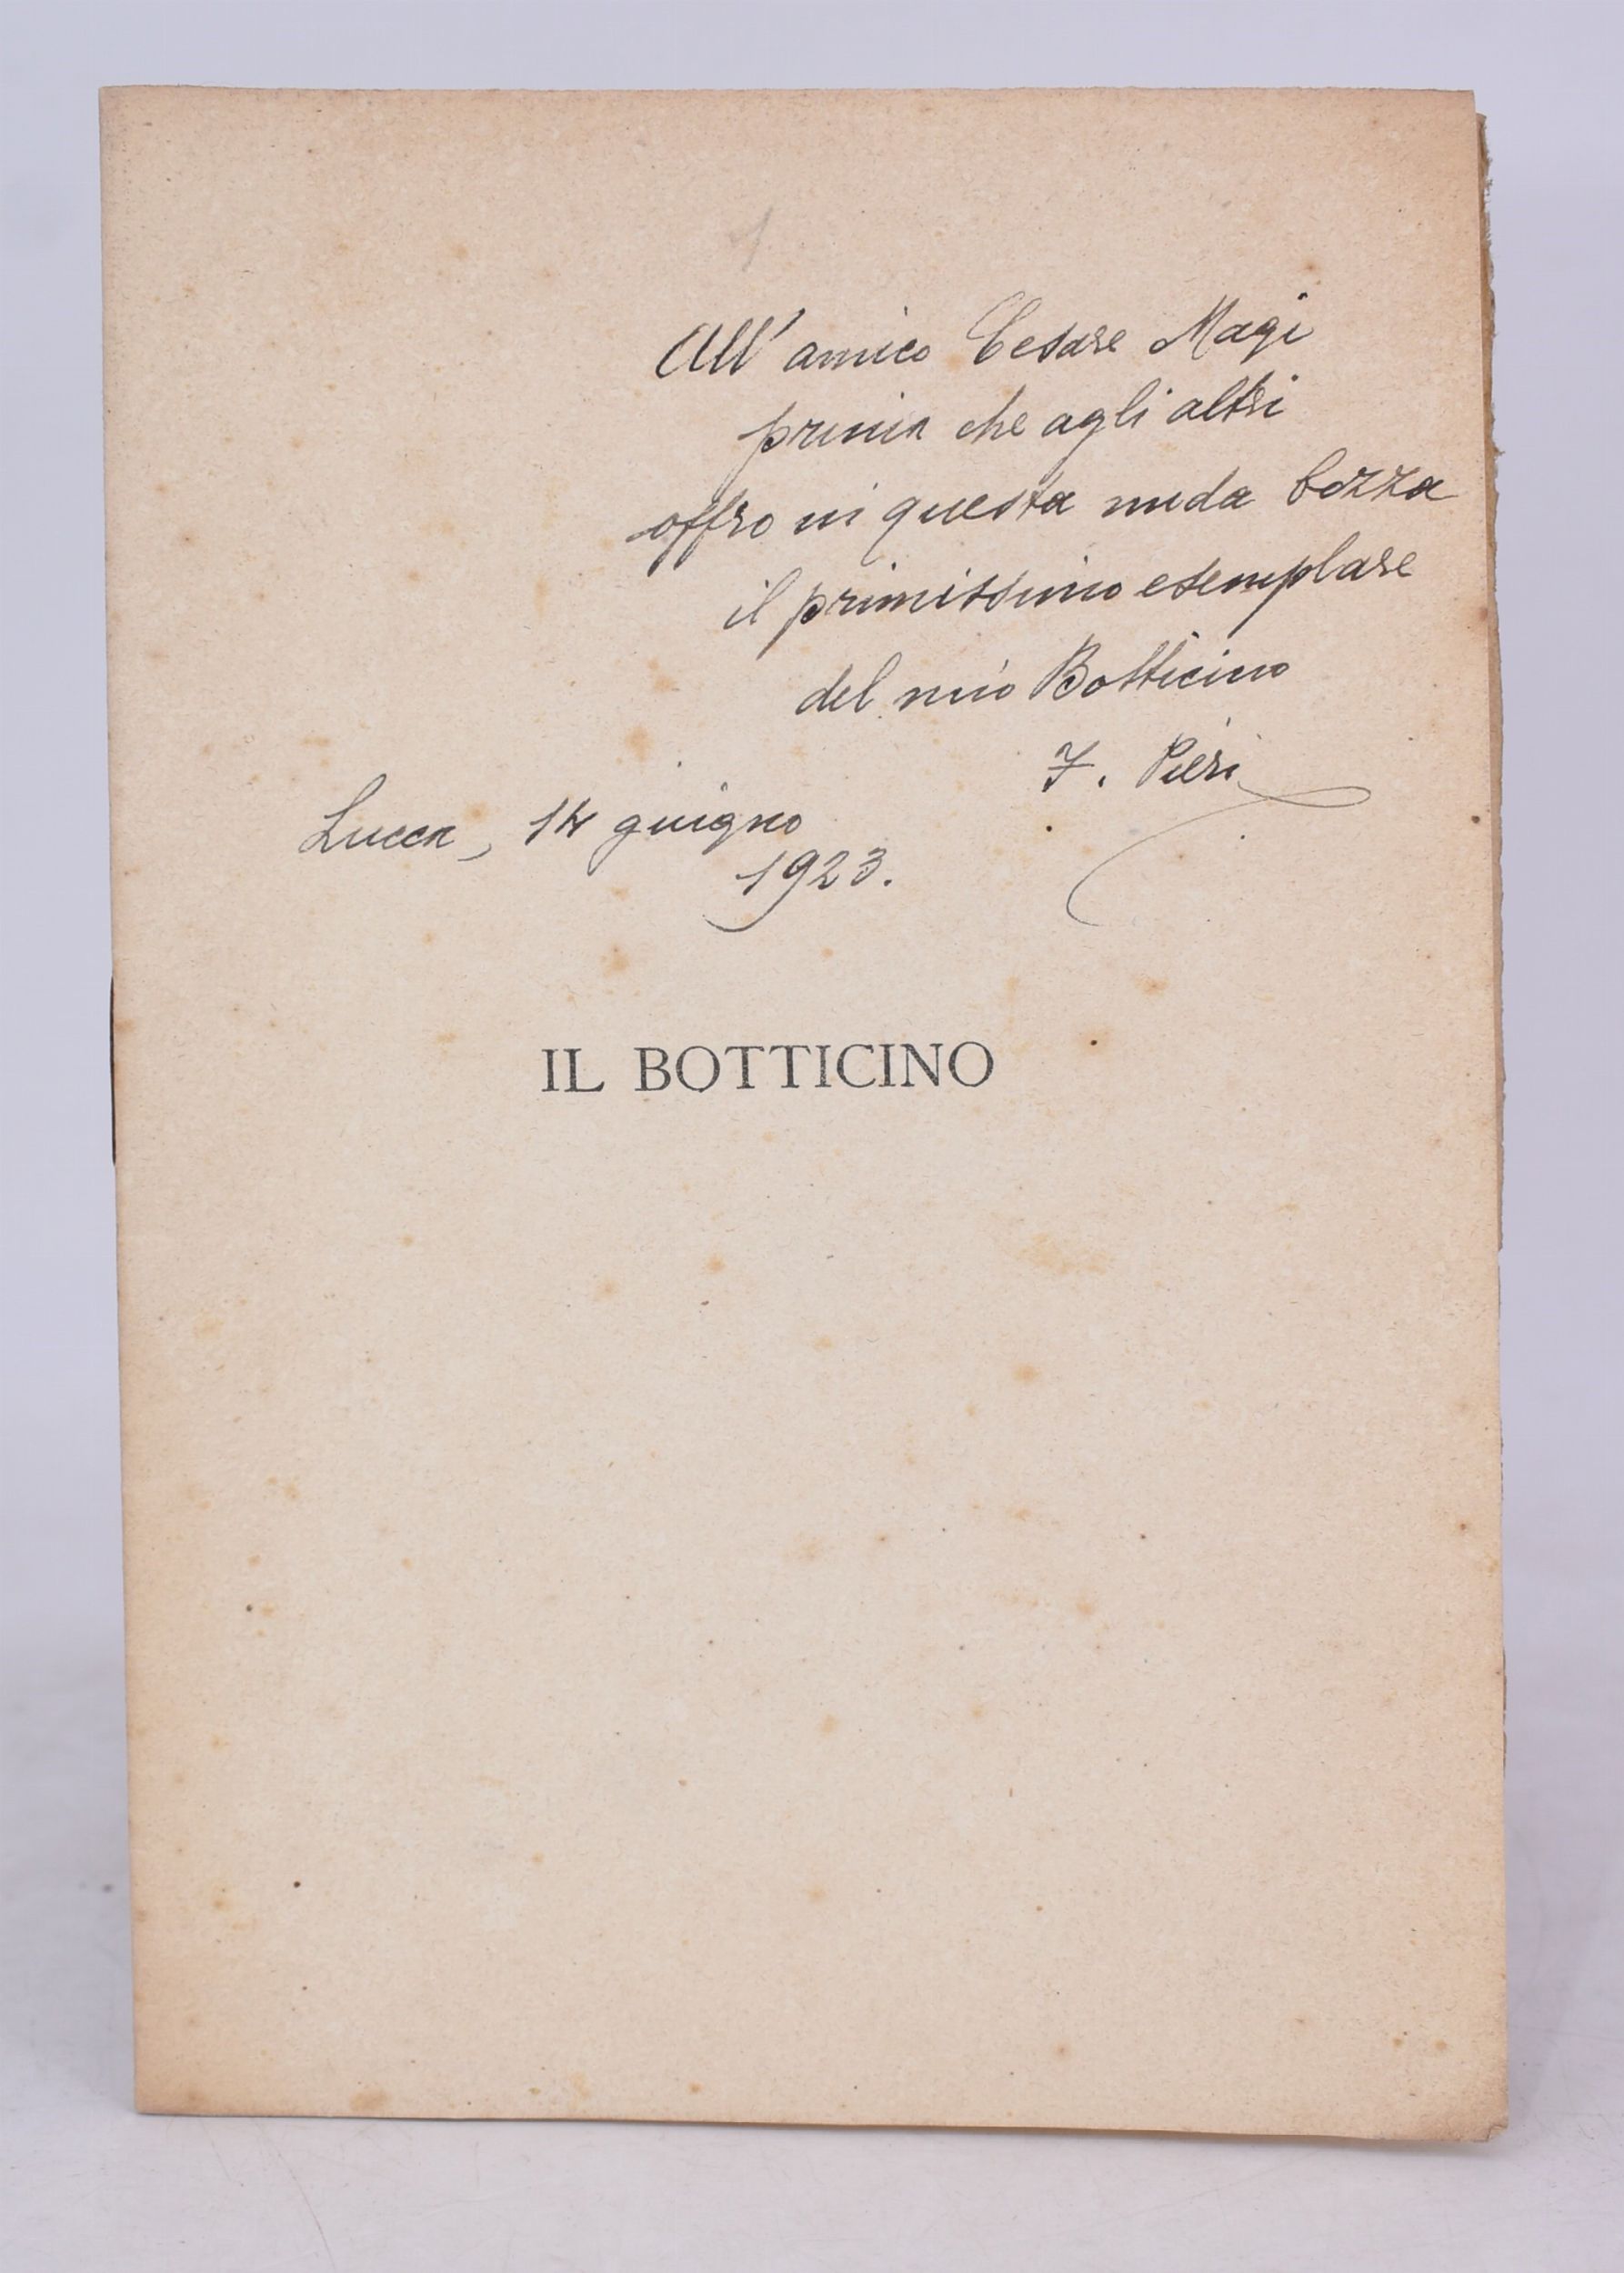 All' amico Cesare Magi
prima che agli altri
offro in questa nuda bozza
il primissimo esemplare
del mio Botticino
F. Pieri
Lucca, 14 giugno
1923.
IL BOTTICINO